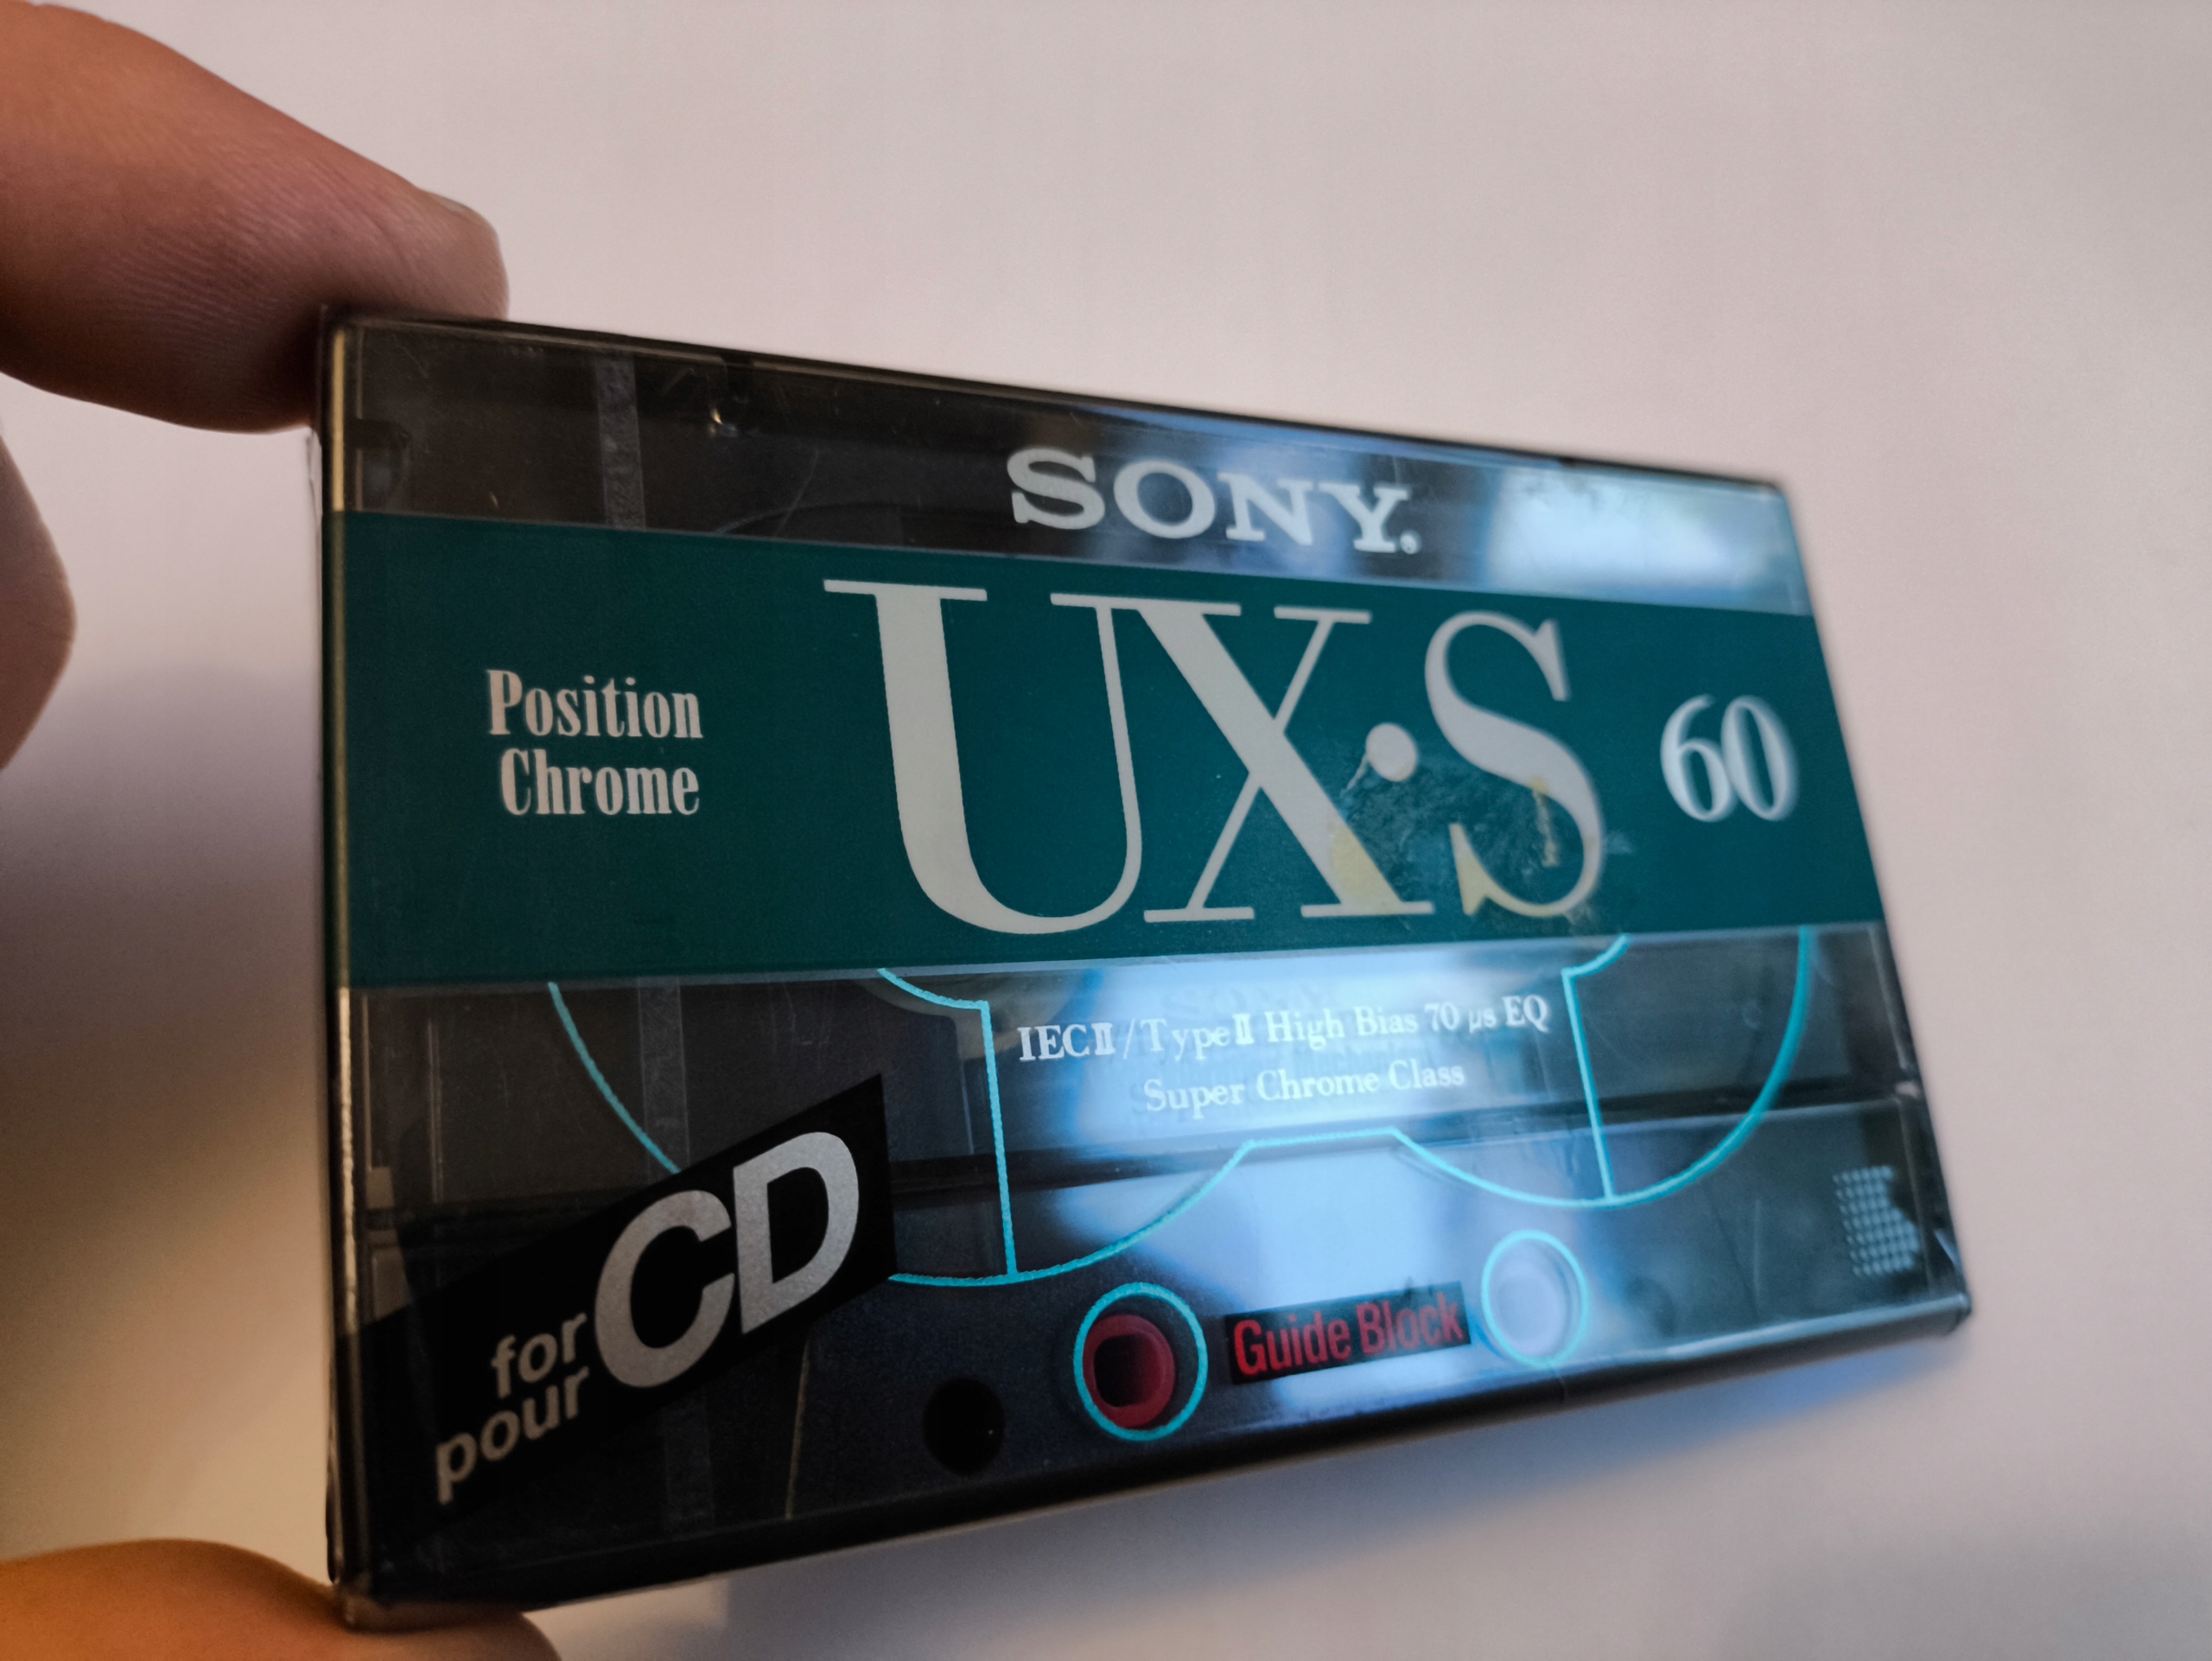 SONY.
UX·S
Position
Chrome
60
IECII/TypeII High Bias 70 µs EQ
Super Chrome Class
for
pour
CD
Guide Block